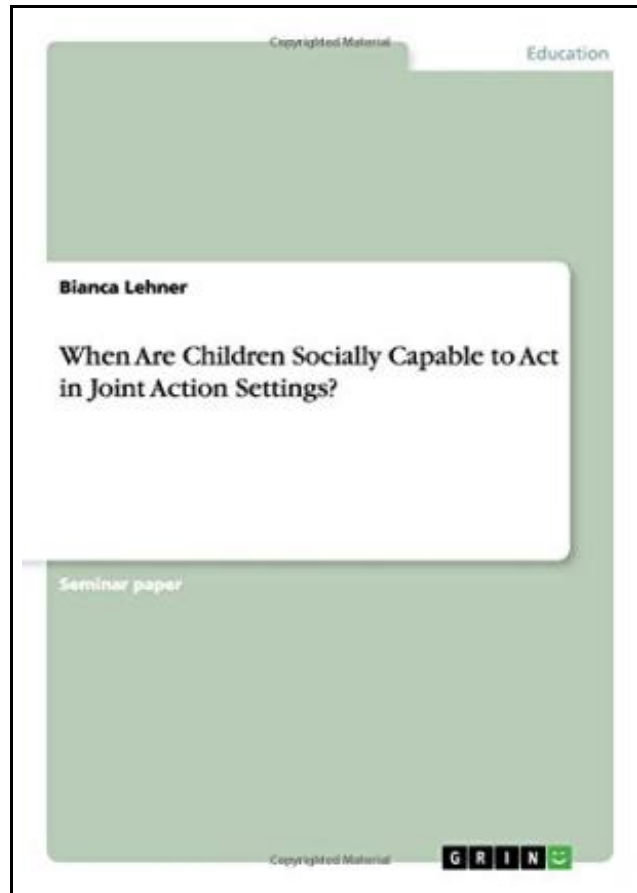 Copyrighted Material
Education
Bianca Lehner
When Are Children Socially Capable to Act
in Joint Action Settings?
Seminar paper
Copyrighted Material
GRIN